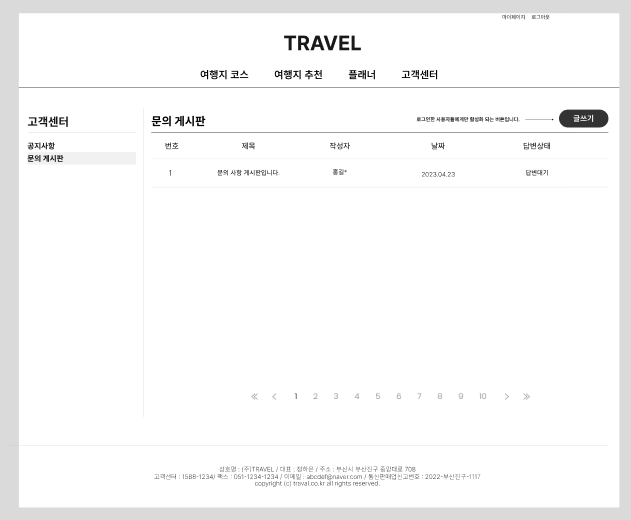 마이페이지 로그아웃
TRAVEL
여행지 코스 여행지 추천 플래너 고객센터
고객센터
공지사항
문의 게시판
문의 게시판
로그인한 사용자들에게만 활성화 되는 버튼입니다.
글쓰기
번호 제목 작성자 날짜 답변상태
1 문의 사항 게시판입니다. 홍길* 2023.04.23 답변대기
« < 1 2 3 4 5 6 7 8 9 10 > »
상호명 : (주)TRAVEL / 대표 : 정하은 / 주소 : 부산시 부산진구 중앙대로 708
고객센터 : 1588-1234/ 팩스 : 051-1234-1234 / 이메일 : abcdef@naver.com / 통신판매업신고번호 : 2022-부산진구-1117
copyright (c) traval.co.kr all rights reserved.